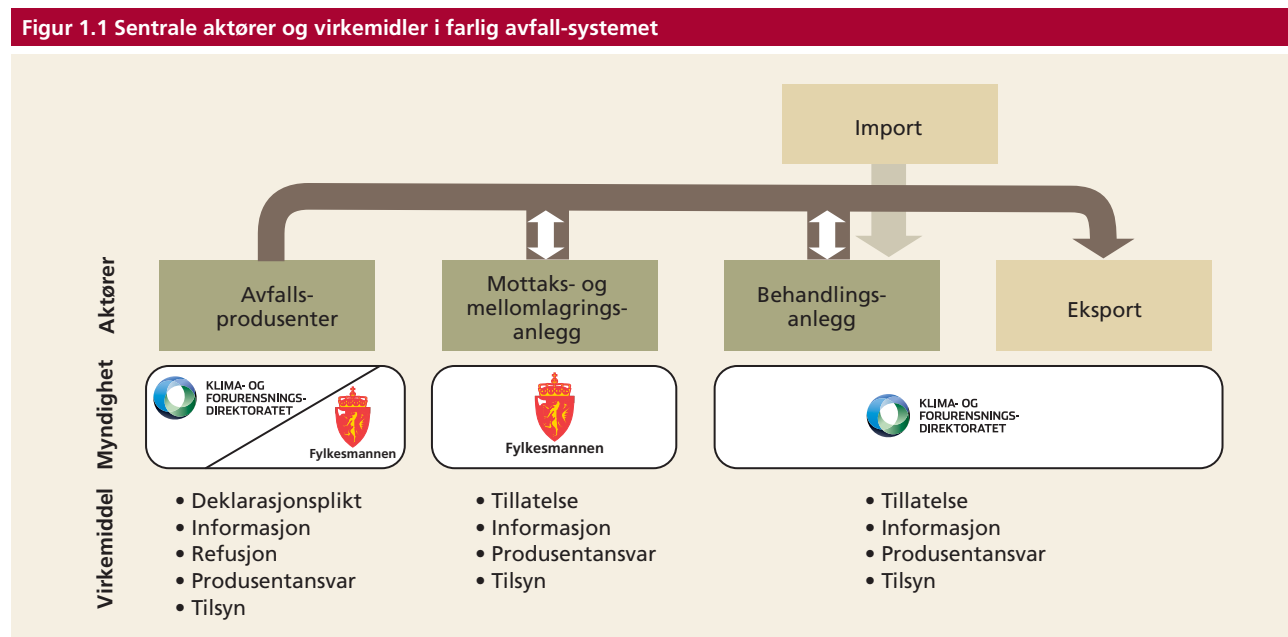 Figur 1.1 Sentrale aktører og virkemidler i farlig avfall-systemet
Import
Aktører
Avfalls-
produsenter
Mottaks- og
mellomlagrings-
anlegg
Behandlings-
anlegg
Eksport
Myndighet
KLIMA- OG
FORURENSNINGS-
DIREKTORATET
Fylkesmannen
Fylkesmannen
KLIMA- OG
FORURENSNINGS-
DIREKTORATET
Virkemiddel
• Deklarasjonsplikt
• Informasjon
• Refusjon
• Produsentansvar
• Tilsyn
• Tillatelse
• Informasjon
• Produsentansvar
• Tilsyn
• Tillatelse
• Informasjon
• Produsentansvar
• Tilsyn